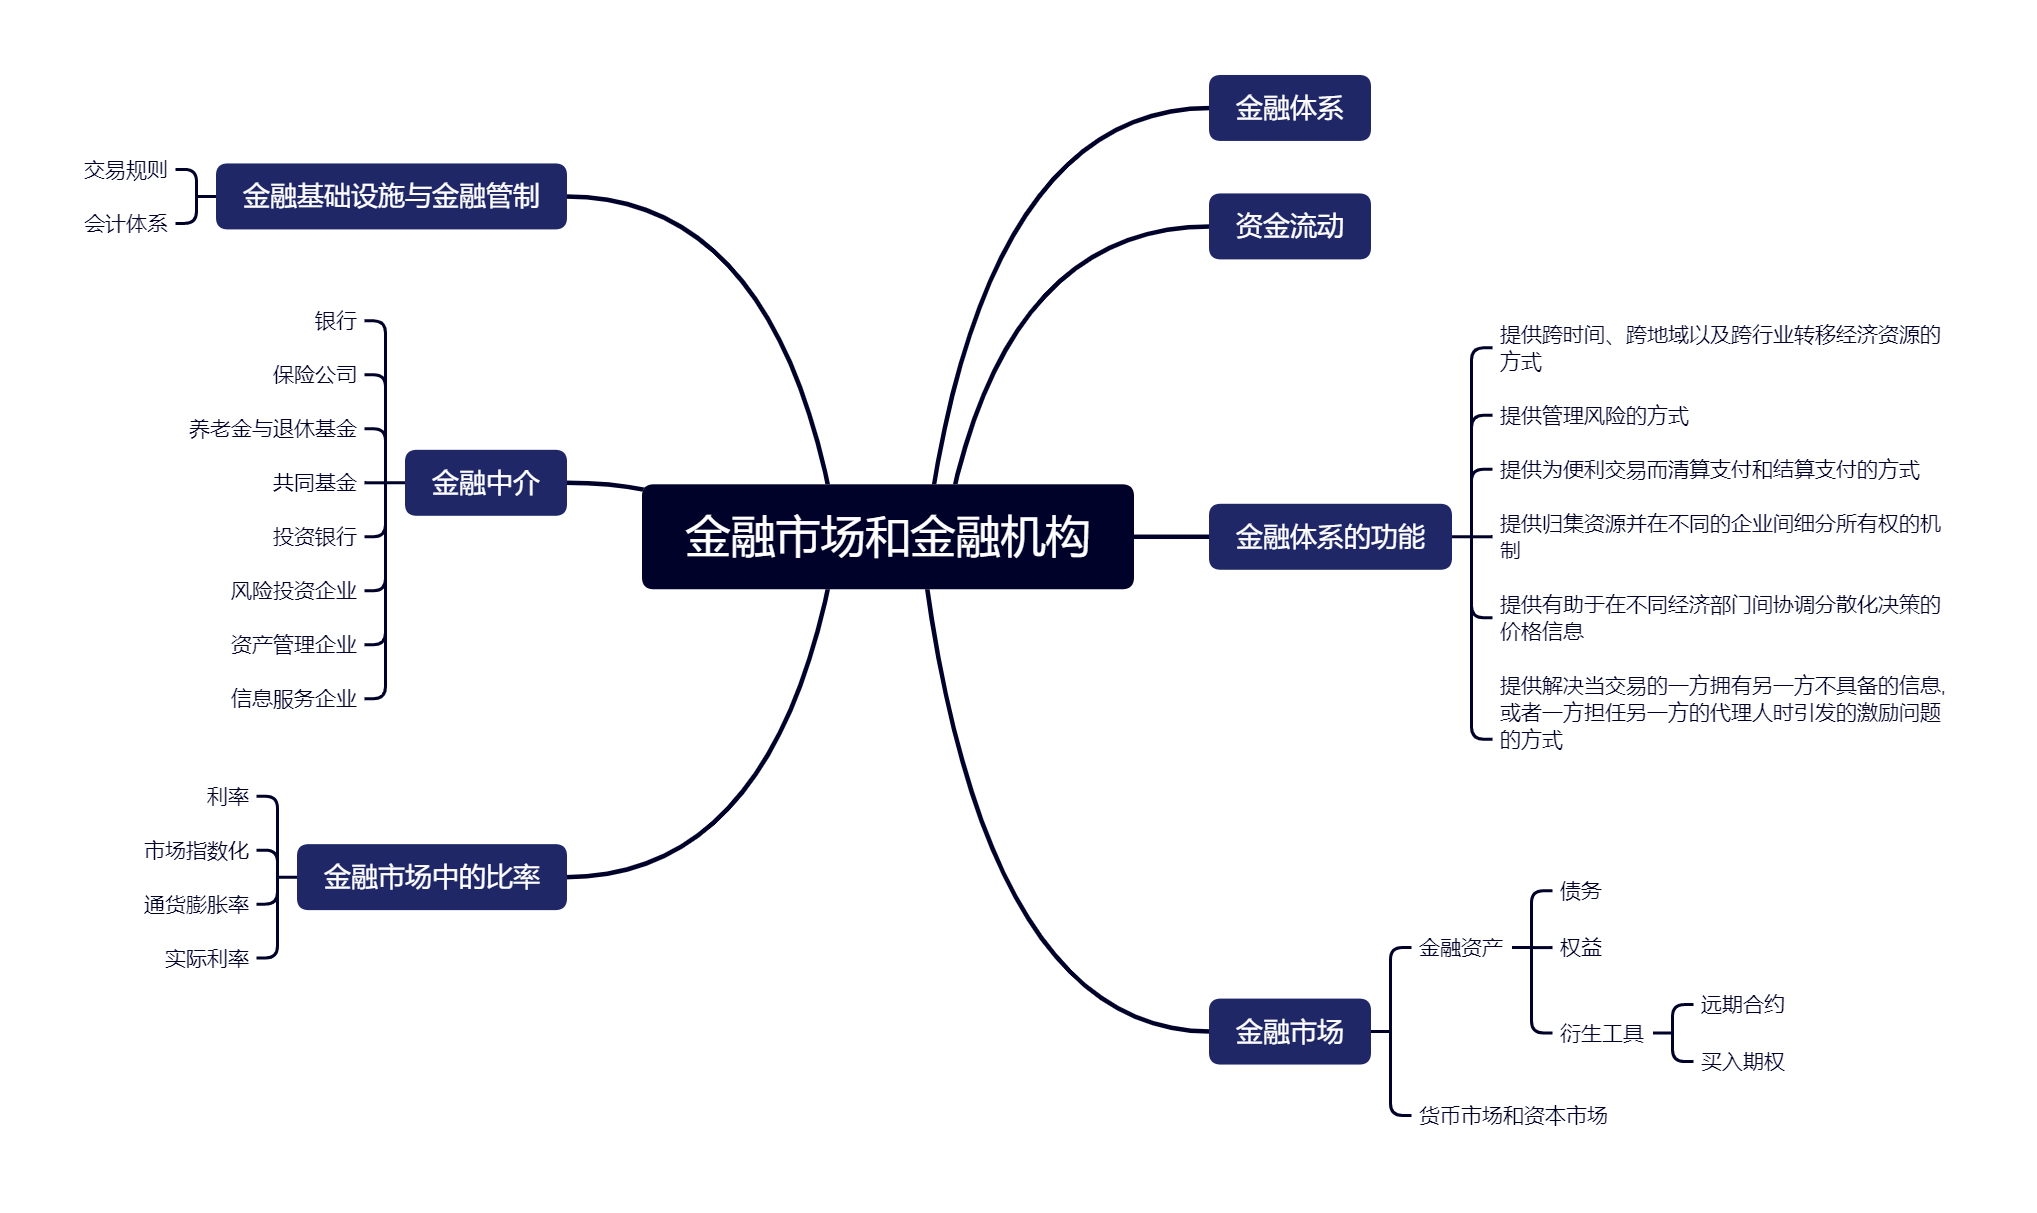 金融市场和金融机构
金融体系
资金流动
金融体系的功能
提供跨时间、跨地域以及跨行业转移经济资源的
方式
提供管理风险的方式
提供为便利交易而清算支付和结算支付的方式
提供归集资源并在不同的企业间细分所有权的机
制
提供有助于在不同经济部门间协调分散化决策的
价格信息
提供解决当交易的一方拥有另一方不具备的信息,
或者一方担任另一方的代理人时引发的激励问题
的方式
金融市场
金融资产
债务
权益
衍生工具
远期合约
买入期权
货币市场和资本市场
金融基础设施与金融管制
交易规则
会计体系
金融中介
银行
保险公司
养老金与退休基金
共同基金
投资银行
风险投资企业
资产管理企业
信息服务企业
金融市场中的比率
利率
市场指数化
通货膨胀率
实际利率